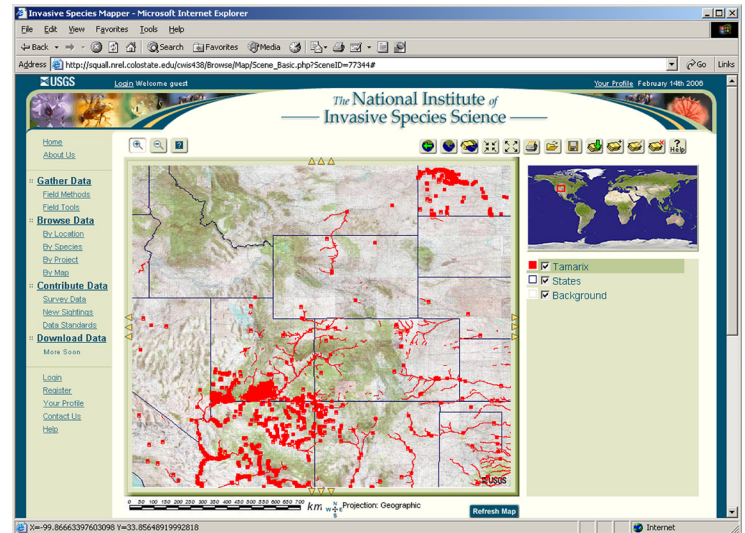 Invasive Species Mapper - Microsoft Internet Explorer
File Edit View Favorites Tools Help
Back Search Favorites Media
Address http://squall.nrel.colostate.edu/cwis438/Browse/Map/Scene_Basic.php?SceneID=77344# Go Links
USGS Login Welcome guest Your Profile February 14th 2006
The National Institute of
Invasive Species Science
Home
About Us
:: Gather Data
Field Methods
Field Tools
:: Browse Data
By Location
By Species
By Project
By Map
:: Contribute Data
Survey Data
New Sightings
Data Standards
:: Download Data
More Soon
Login
Register
Your Profile
Contact Us
Help
? Help
Tamarix
States
Background
USGS
0 50 100 150 200 250 300 350 400 450 500 550 600 650 700 km N W E S Projection: Geographic
Refresh Map
X=-99.86663397603098 Y=33.85648919992818 Internet